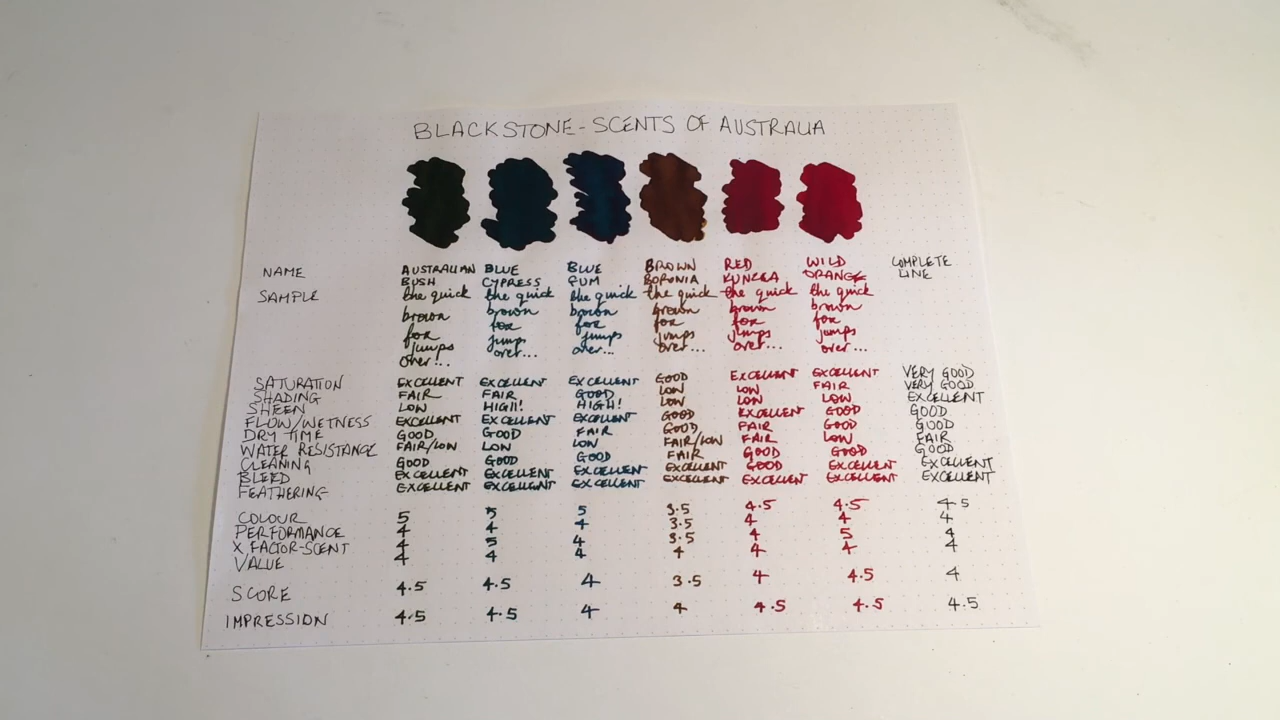 BLACKSTONE - SCENTS OF AUSTRALIA
NAME AUSTRALIAN BLUE BLUE BROWN RED WILD COMPLETE
BUSH CYPRESS GUM BORONIA KUNZEA ORANGE LINE
SAMPLE the quick the quick the quick the quick the quick the quick
brown brown brown brown brown brown
fox fox fox fox fox fox
jumps jumps jumps jumps jumps jumps
over... over... over... over... over... over...
SATURATION EXCELLENT EXCELLENT EXCELLENT GOOD EXCELLENT EXCELLENT VERY GOOD
SHADING FAIR FAIR GOOD LOW LOW FAIR VERY GOOD
SHEEN LOW HIGH! HIGH! LOW LOW LOW EXCELLENT
FLOW/WETNESS EXCELLENT EXCELLENT EXCELLENT GOOD EXCELLENT GOOD GOOD
DRY TIME GOOD GOOD FAIR GOOD FAIR GOOD GOOD
WATER RESISTANCE FAIR/LOW LOW LOW FAIR/LOW FAIR LOW FAIR
CLEANING GOOD GOOD GOOD FAIR GOOD GOOD GOOD
BLEED EXCELLENT EXCELLENT EXCELLENT EXCELLENT GOOD EXCELLENT EXCELLENT
FEATHERING EXCELLENT EXCELLENT EXCELLENT EXCELLENT EXCELLENT EXCELLENT EXCELLENT
COLOUR 5 5 5 3.5 4.5 4.5 4.5
PERFORMANCE 4 4 4 3.5 4 4 4
X FACTOR-SCENT 4 5 4 3.5 4 5 4
VALUE 4 4 4 4 4 4 4
SCORE 4.5 4.5 4 3.5 4 4.5 4
IMPRESSION 4.5 4.5 4 4 4.5 4.5 4.5